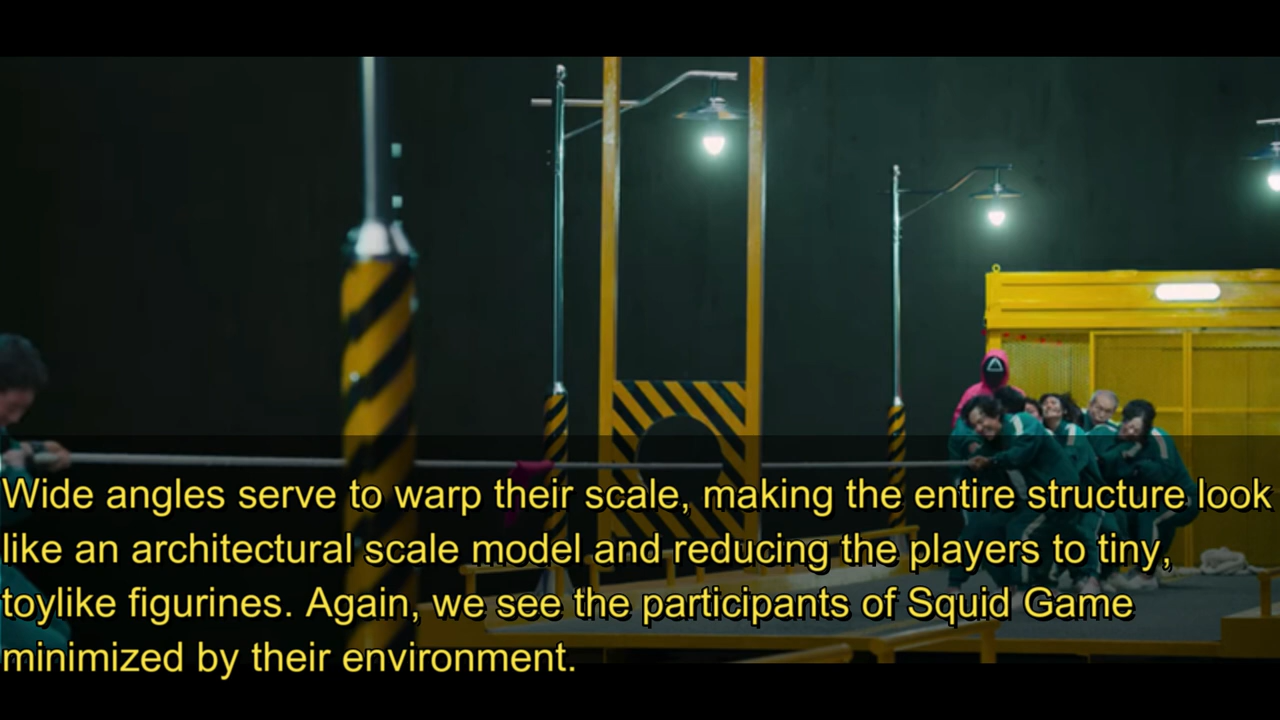 Wide angles serve to warp their scale, making the entire structure look
like an architectural scale model and reducing the players to tiny,
toylike figurines. Again, we see the participants of Squid Game
minimized by their environment.